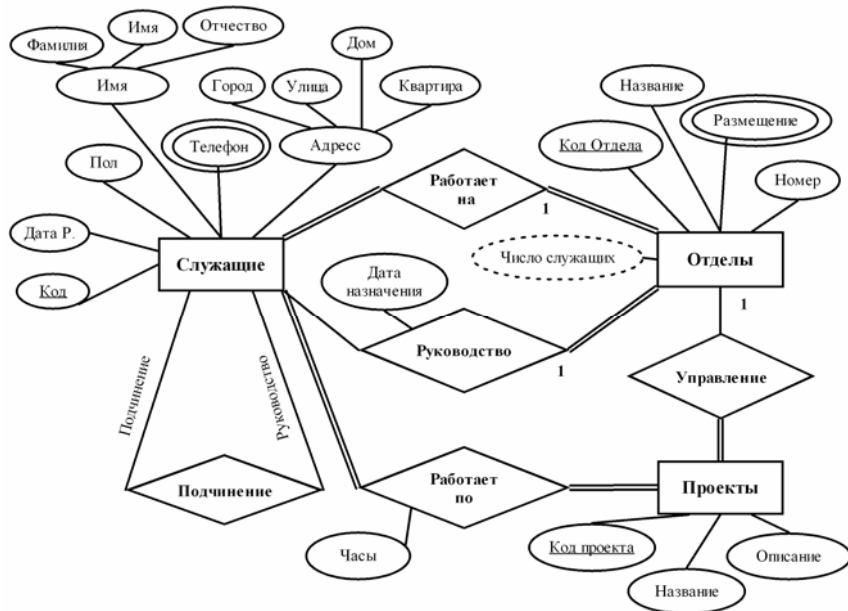 Фамилия
Имя
Отчество
Имя
Город
Улица
Дом
Квартира
Телефон
Адресс
Пол
Дата Р.
Код
Служащие
Работает
на
1
Название
Размещение
Код Отдела
Номер
Число служащих
Отделы
Дата
назначения
Руководство
1
1
Управление
Подчинение
Руководство
Подчинение
Работает
по
Часы
Проекты
Код проекта
Название
Описание